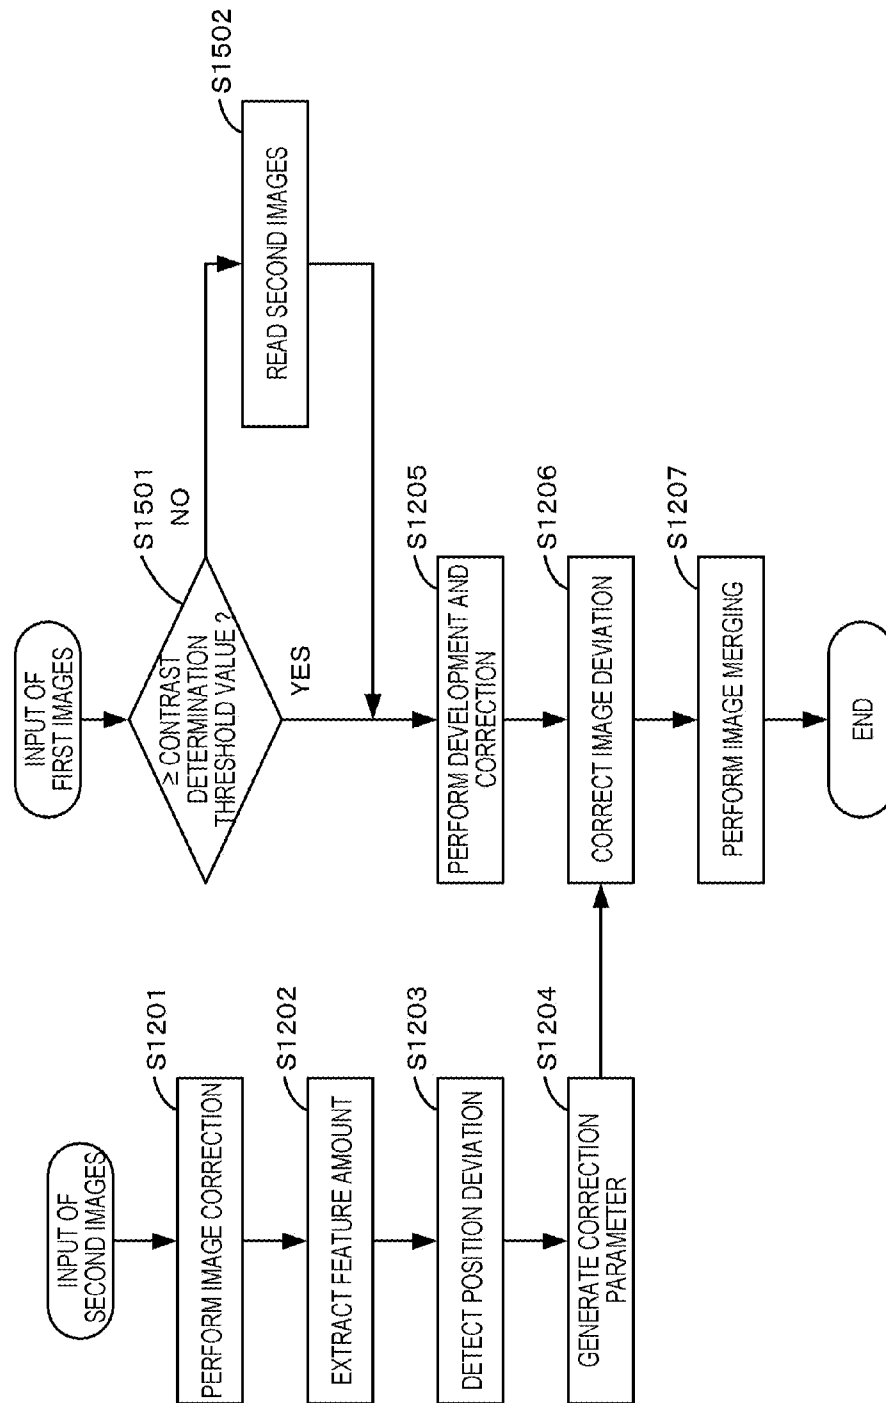 INPUT OF
SECOND IMAGES
S1201
PERFORM IMAGE CORRECTION
S1202
EXTRACT FEATURE AMOUNT
S1203
DETECT POSITION DEVIATION
S1204
GENERATE CORRECTION
PARAMETER
INPUT OF
FIRST IMAGES
S1501
≥ CONTRAST
DETERMINATION
THRESHOLD VALUE ?
NO
YES
S1502
READ SECOND IMAGES
S1205
PERFORM DEVELOPMENT AND
CORRECTION
S1206
CORRECT IMAGE DEVIATION
S1207
PERFORM IMAGE MERGING
END